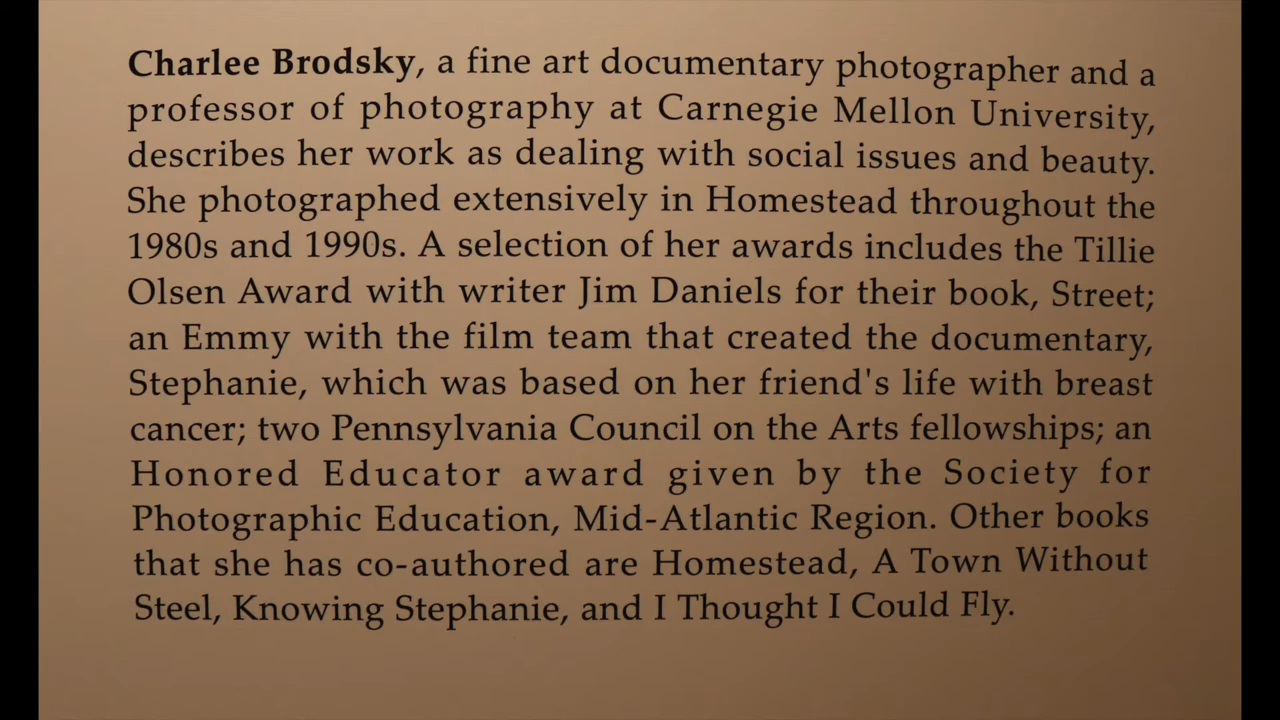 Charlee Brodsky, a fine art documentary photographer and a
professor of photography at Carnegie Mellon University,
describes her work as dealing with social issues and beauty.
She photographed extensively in Homestead throughout the
1980s and 1990s. A selection of her awards includes the Tillie
Olsen Award with writer Jim Daniels for their book, Street;
an Emmy with the film team that created the documentary,
Stephanie, which was based on her friend's life with breast
cancer; two Pennsylvania Council on the Arts fellowships; an
Honored Educator award given by the Society for
Photographic Education, Mid-Atlantic Region. Other books
that she has co-authored are Homestead, A Town Without
Steel, Knowing Stephanie, and I Thought I Could Fly.